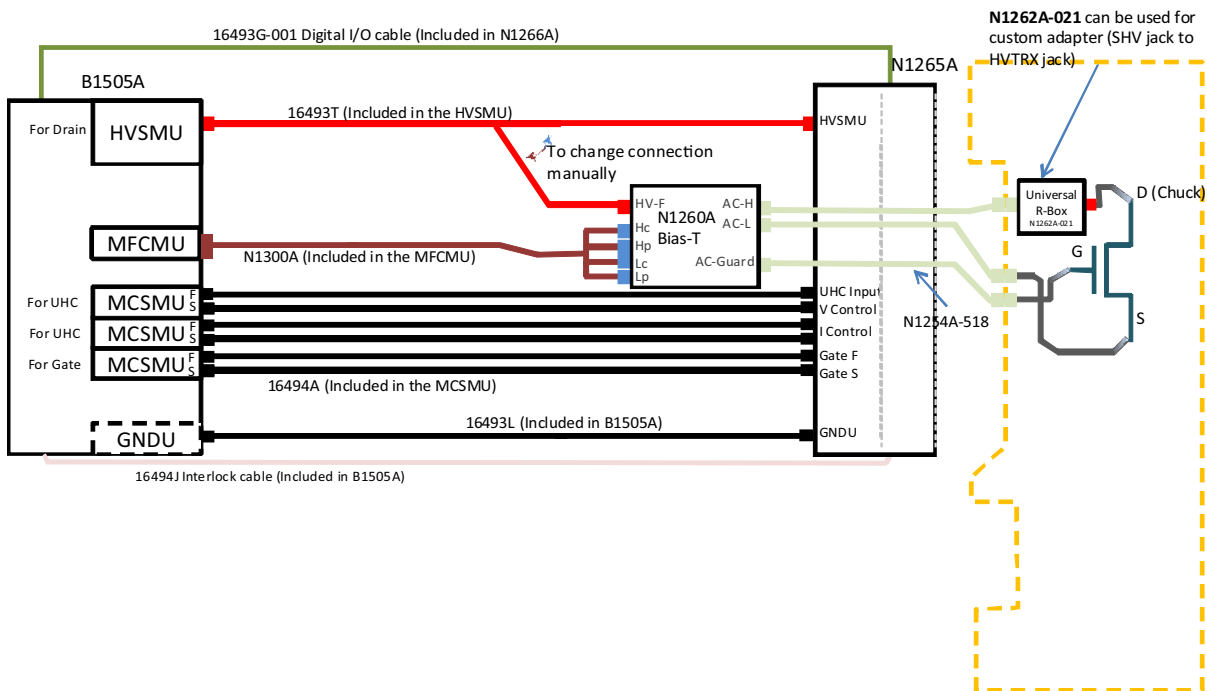 N1262A-021 can be used for
custom adapter (SHV jack to
HVTRX jack)
16493G-001 Digital I/O cable (Included in N1266A)
B1505A
N1265A
16493T (Included in the HVSMU)
For Drain
HVSMU
HVSMU
To change connection
manually
HV-F
AC-H
N1260A
Bias-T
AC-L
Hc
Hp
Lc
Lp
AC-Guard
Universal
R-Box
N1262A-021
D (Chuck)
G
S
MFCMU
N1300A (Included in the MFCMU)
For UHC
MCSMU
F
S
UHC Input
V Control
N1254A-518
For UHC
MCSMU
F
S
I Control
For Gate
MCSMU
F
S
Gate F
Gate S
16494A (Included in the MCSMU)
16493L (Included in B1505A)
GNDU
GNDU
16494J Interlock cable (Included in B1505A)